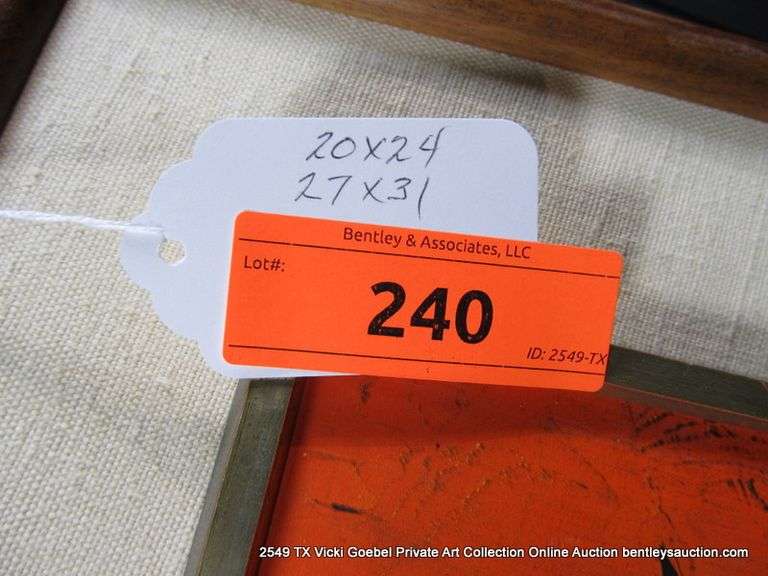 20X24
27X31
Bentley & Associates, LLC
Lot#:
240
ID: 2549-TX
2549 TX Vicki Goebel Private Art Collection Online Auction bentleysauction.com